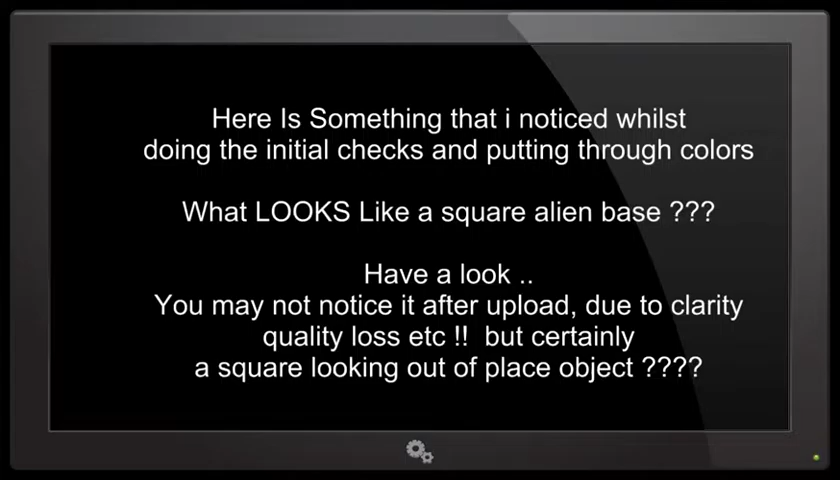 Here Is Something that i noticed whilst
doing the initial checks and putting through colors
What LOOKS Like a square alien base ???
Have a look ..
You may not notice it after upload, due to clarity
quality loss etc !!  but certainly
a square looking out of place object ????